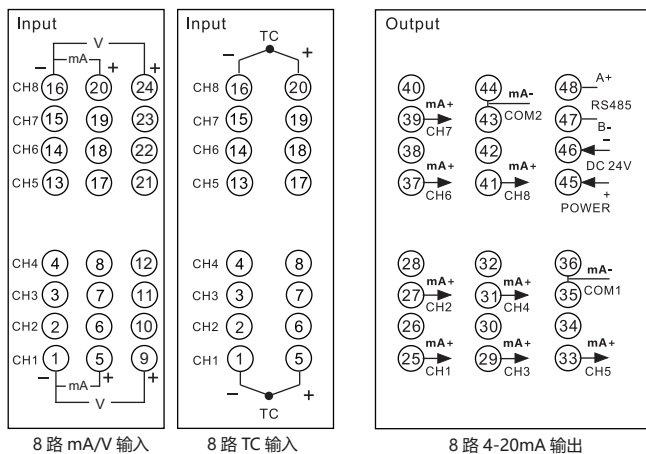 Input
V
− mA +
+
CH8 16 20 24
CH7 15 19 23
CH6 14 18 22
CH5 13 17 21
CH4 4 8 12
CH3 3 7 11
CH2 2 6 10
CH1 1 5 9
− mA + +
V
8 路 mA/V 输入
Input
TC
− +
CH8 16 20
CH7 15 19
CH6 14 18
CH5 13 17
CH4 4 8
CH3 3 7
CH2 2 6
CH1 1 5
− +
TC
8 路 TC 输入
Output
40 44 48 A+
mA+ mA- RS485
39 CH7 43 COM2 47 B-
38 42 46 −
mA+ mA+ DC 24V
37 CH6 41 CH8 45 +
POWER
28 32 36
mA+ mA+ mA-
27 CH2 31 CH4 35 COM1
26 30 34
mA+ mA+ mA+
25 CH1 29 CH3 33 CH5
8 路 4-20mA 输出